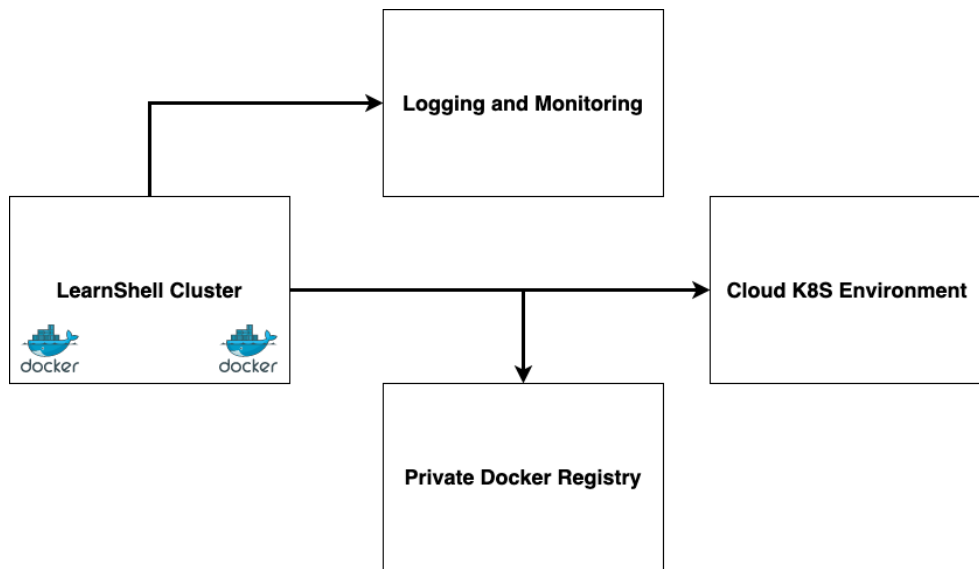 Logging and Monitoring
LearnShell Cluster
Cloud K8S Environment
docker
docker
Private Docker Registry